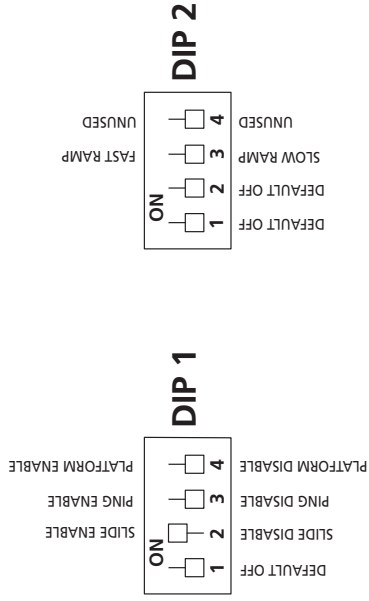 DIP 2
UNUSED
UNUSED
4
FAST RAMP
SLOW RAMP
3
DEFAULT OFF
2
ON
DEFAULT OFF
1
DIP 1
PLATFORM ENABLE
PLATFORM DISABLE
4
PING ENABLE
PING DISABLE
3
SLIDE ENABLE
SLIDE DISABLE
2
ON
DEFAULT OFF
1